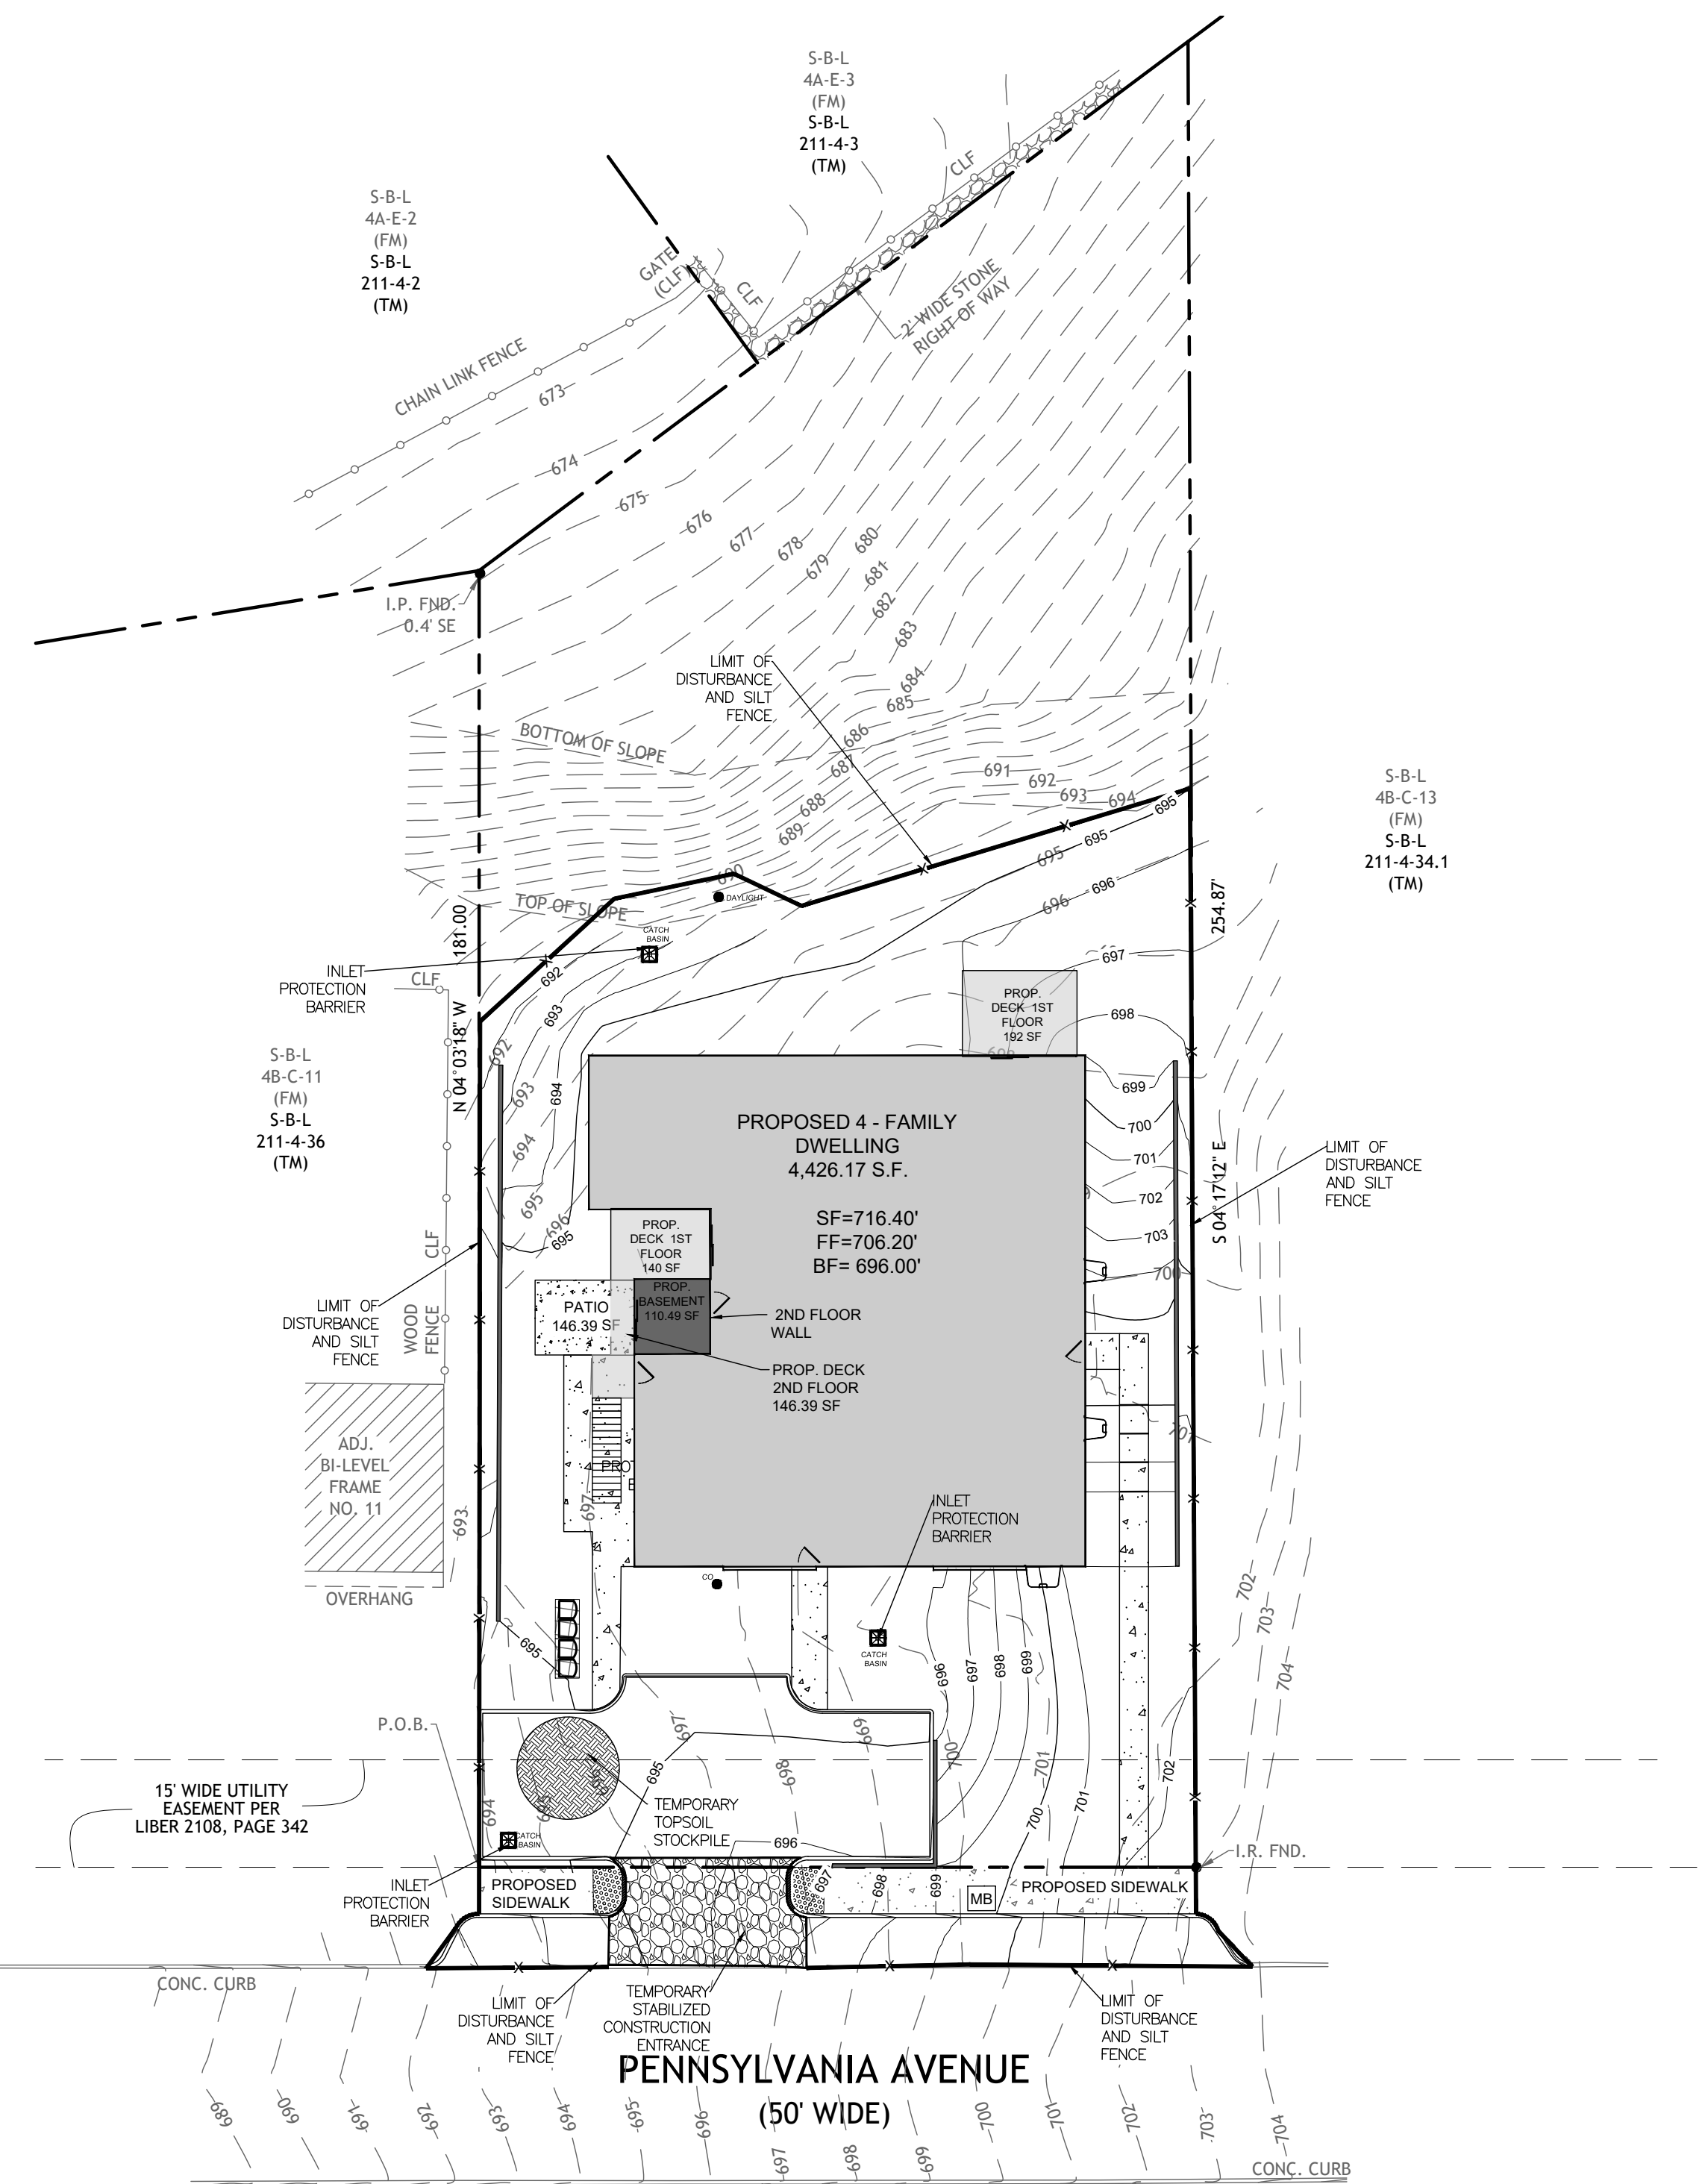 S-B-L
4A-E-3
(FM)
S-B-L
211-4-3
(TM)
CLF
S-B-L
4A-E-2
(FM)
S-B-L
211-4-2
(TM)
GATE
(CLF)
CLF
2' WIDE STONE
RIGHT OF WAY
CHAIN LINK FENCE
673
674
675
676
677
678
679
680
681
682
683
684
685
686
687
688
689
690
691
692
693
694
695
695
695
696
696
697
698
I.P. FND.
0.4' SE
LIMIT OF
DISTURBANCE
AND SILT
FENCE
BOTTOM OF SLOPE
TOP OF SLOPE
DAYLIGHT
CATCH
BASIN
INLET
PROTECTION
BARRIER
CLF
181.00
N 04°03'18" W
254.87'
S 04°17'12" E
S-B-L
4B-C-13
(FM)
S-B-L
211-4-34.1
(TM)
S-B-L
4B-C-11
(FM)
S-B-L
211-4-36
(TM)
692
693
694
692
693
694
695
696
695
PROP.
DECK 1ST
FLOOR
192 SF
699
700
701
702
703
700
701
PROPOSED 4 - FAMILY
DWELLING
4,426.17 S.F.
SF=716.40'
FF=706.20'
BF= 696.00'
PROP.
DECK 1ST
FLOOR
140 SF
PROP.
BASEMENT
110.49 SF
PATIO
146.39 SF
2ND FLOOR
WALL
PROP. DECK
2ND FLOOR
146.39 SF
LIMIT OF
DISTURBANCE
AND SILT
FENCE
LIMIT OF
DISTURBANCE
AND SILT
FENCE
WOOD
FENCE
CLF
ADJ.
BI-LEVEL
FRAME
NO. 11
OVERHANG
693
697
INLET
PROTECTION
BARRIER
CO
CATCH
BASIN
695
696
697
698
699
700
701
702
702
703
704
P.O.B.
697
698
699
700
701
694
695
695
696
15' WIDE UTILITY
EASEMENT PER
LIBER 2108, PAGE 342
TEMPORARY
TOPSOIL
STOCKPILE
CATCH
BASIN
INLET
PROTECTION
BARRIER
PROPOSED
SIDEWALK
697
698
699
MB
PROPOSED SIDEWALK
I.R. FND.
CONC. CURB
LIMIT OF
DISTURBANCE
AND SILT
FENCE
TEMPORARY
STABILIZED
CONSTRUCTION
ENTRANCE
LIMIT OF
DISTURBANCE
AND SILT
FENCE
PENNSYLVANIA AVENUE
(50' WIDE)
689
690
691
692
693
694
695
696
697
698
699
700
701
702
703
704
CONC. CURB